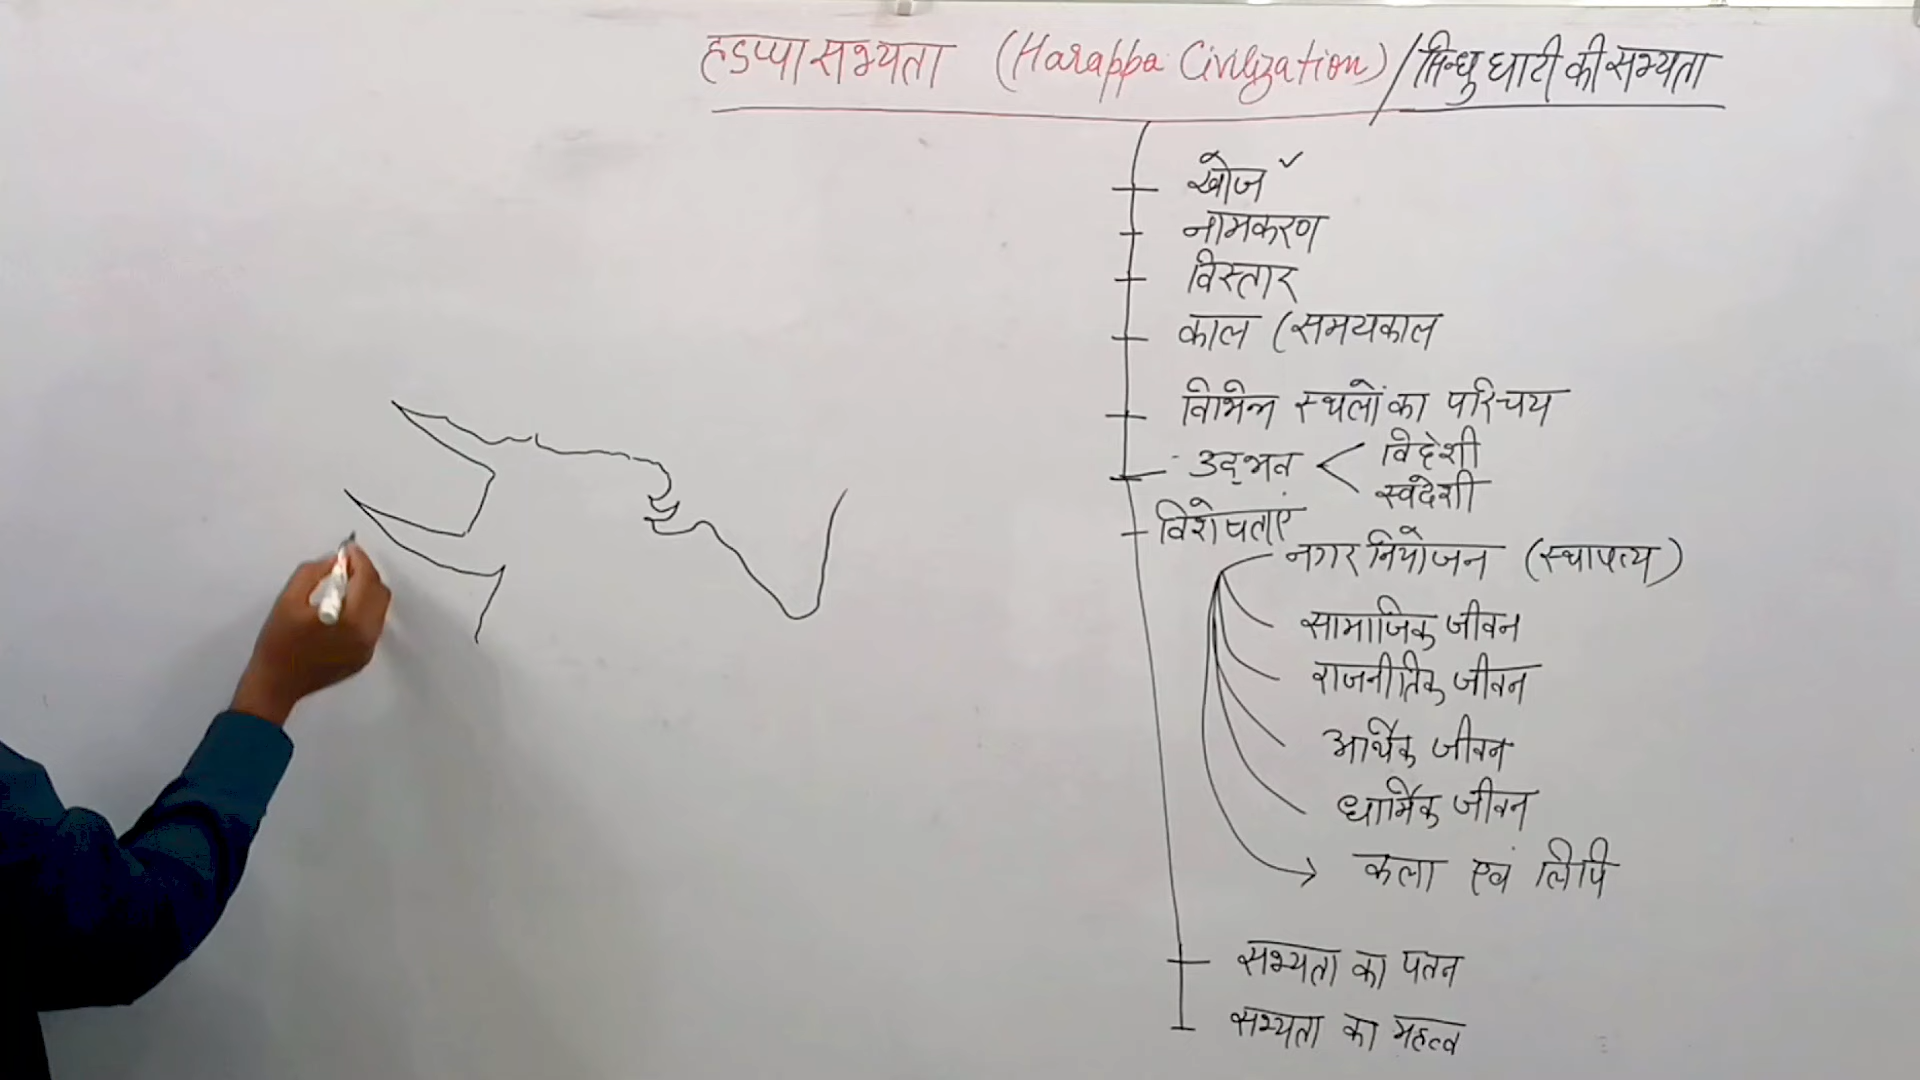 हडप्पा सभ्यता (Harappa Civilization) / सिन्धु घाटी की सभ्यता
खोज
नामकरण
विस्तार
काल (समयकाल
विभिन्न स्थलों का परिचय
उद्भव < विदेशी
स्वदेशी
विशेषताएं
नगर नियोजन (स्थापत्य)
सामाजिक जीवन
राजनीतिक जीवन
आर्थिक जीवन
धार्मिक जीवन
कला एवं लिपि
सभ्यता का पतन
सभ्यता का महत्व